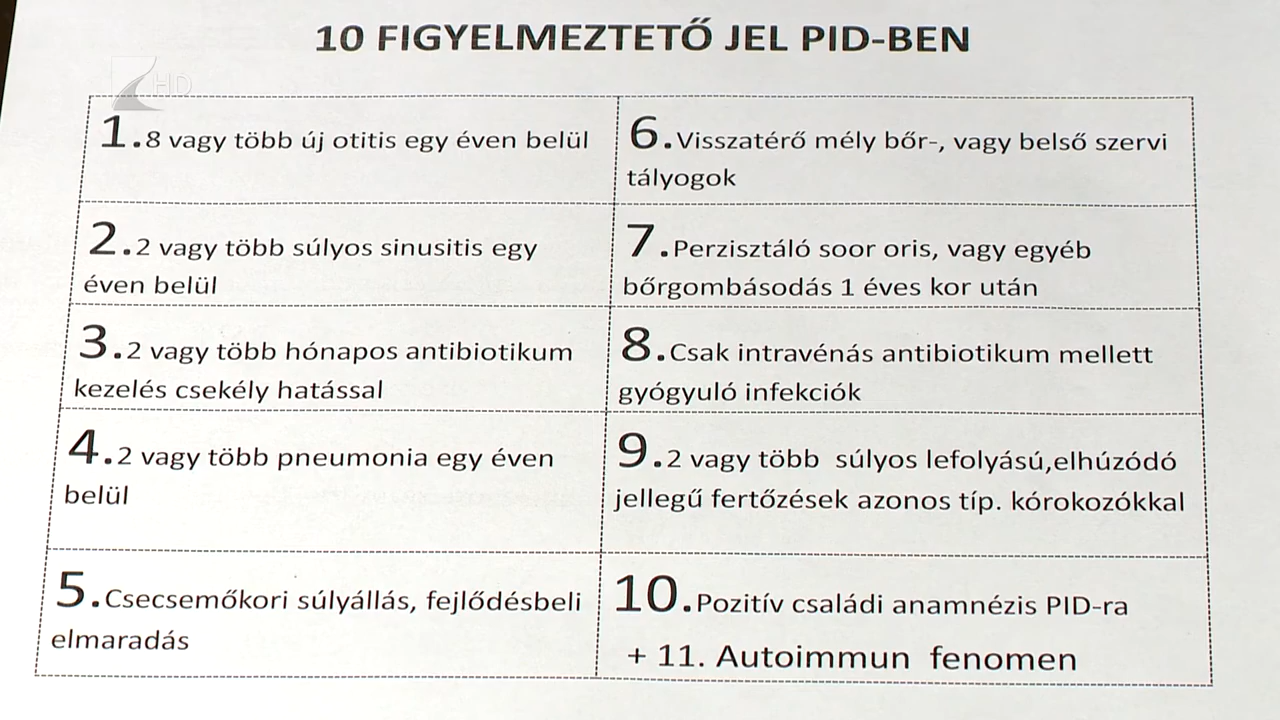 10 FIGYELMEZTETŐ JEL PID-BEN
HD
1.8 vagy több új otitis egy éven belül
2.2 vagy több súlyos sinusitis egy
éven belül
3.2 vagy több hónapos antibiotikum
kezelés csekély hatással
4.2 vagy több pneumonia egy éven
belül
5.Csecsemőkori súlyállás, fejlődésbeli
elmaradás
6.Visszatérő mély bőr-, vagy belső szervi
tályogok
7.Perzisztáló soor oris, vagy egyéb
bőrgombásodás 1 éves kor után
8.Csak intravénás antibiotikum mellett
gyógyuló infekciók
9.2 vagy több súlyos lefolyású,elhúzódó
jellegű fertőzések azonos típ. kórokozókkal
10.Pozitív családi anamnézis PID-ra
+ 11. Autoimmun fenomen